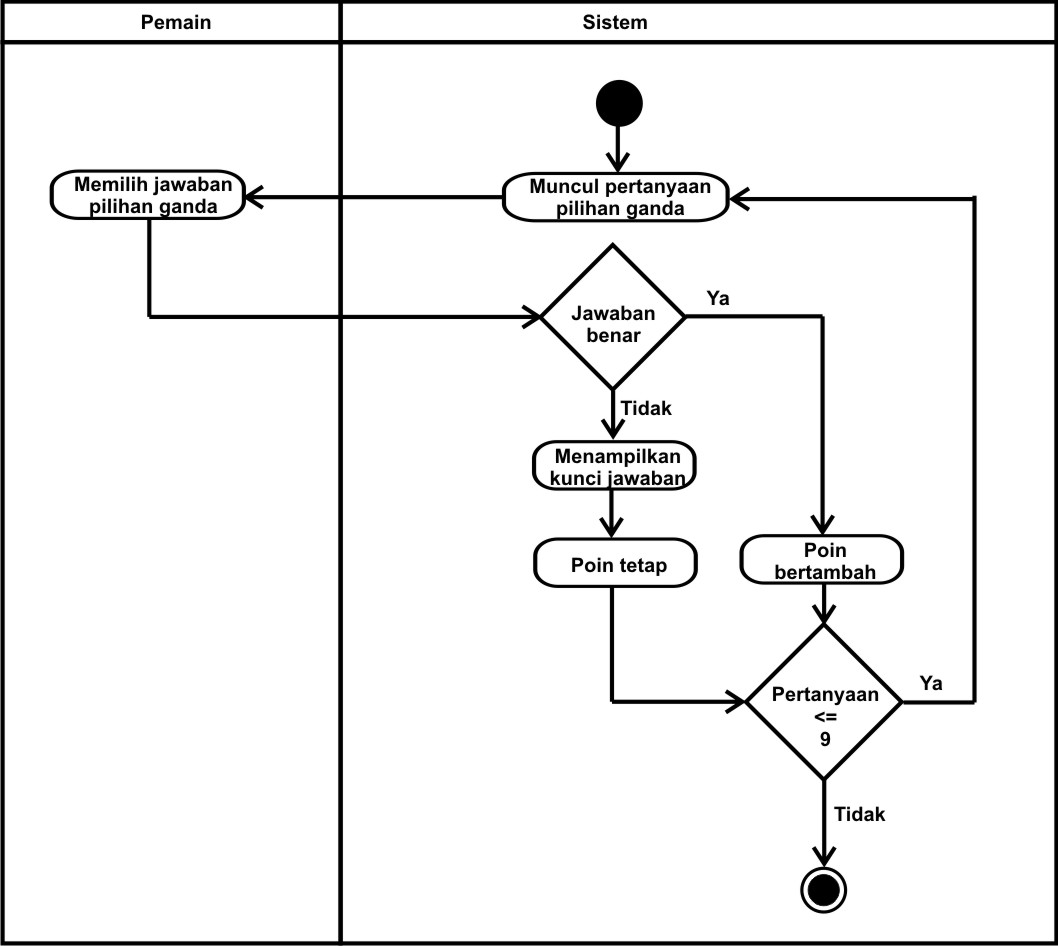 Pemain
Sistem
Muncul pertanyaan
pilihan ganda
Memilih jawaban
pilihan ganda
Jawaban
benar
Ya
Tidak
Menampilkan
kunci jawaban
Poin tetap
Poin
bertambah
Pertanyaan
<=
9
Ya
Tidak